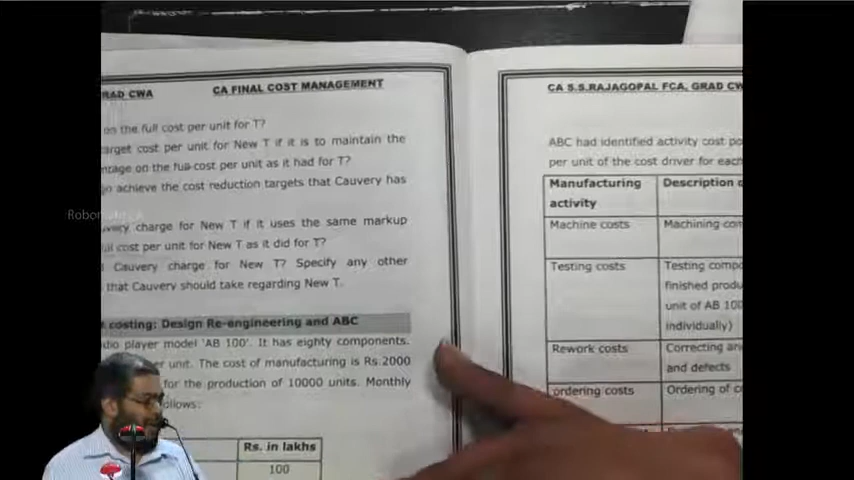 RAD CWA
CA FINAL COST MANAGEMENT
on the full cost per unit for T?
arget cost per unit for New T if it is to maintain the
ntage on the full cost per unit as it had for T?
o achieve the cost reduction targets that Cauvery has
charge for New T if it uses the same markup
cost per unit for New T as it did for T?
Cauvery charge for New T? Specify any other
that Cauvery should take regarding New T.
costing: Design Re-engineering and ABC
player model 'AB 100'. It has eighty components.
er unit. The cost of manufacturing is Rs.2000
for the production of 10000 units. Monthly
ollows:
Rs. in lakhs
100
CA S.S.RAJAGOPAL FCA, GRAD CW
ABC had identified activity cost po
per unit of the cost driver for each
Manufacturing activity
Description
Machine costs
Machining com
Testing costs
Testing compo
finished produ
unit of AB 100
individually)
Rework costs
Correcting
and defects
ordering costs
Ordering of c